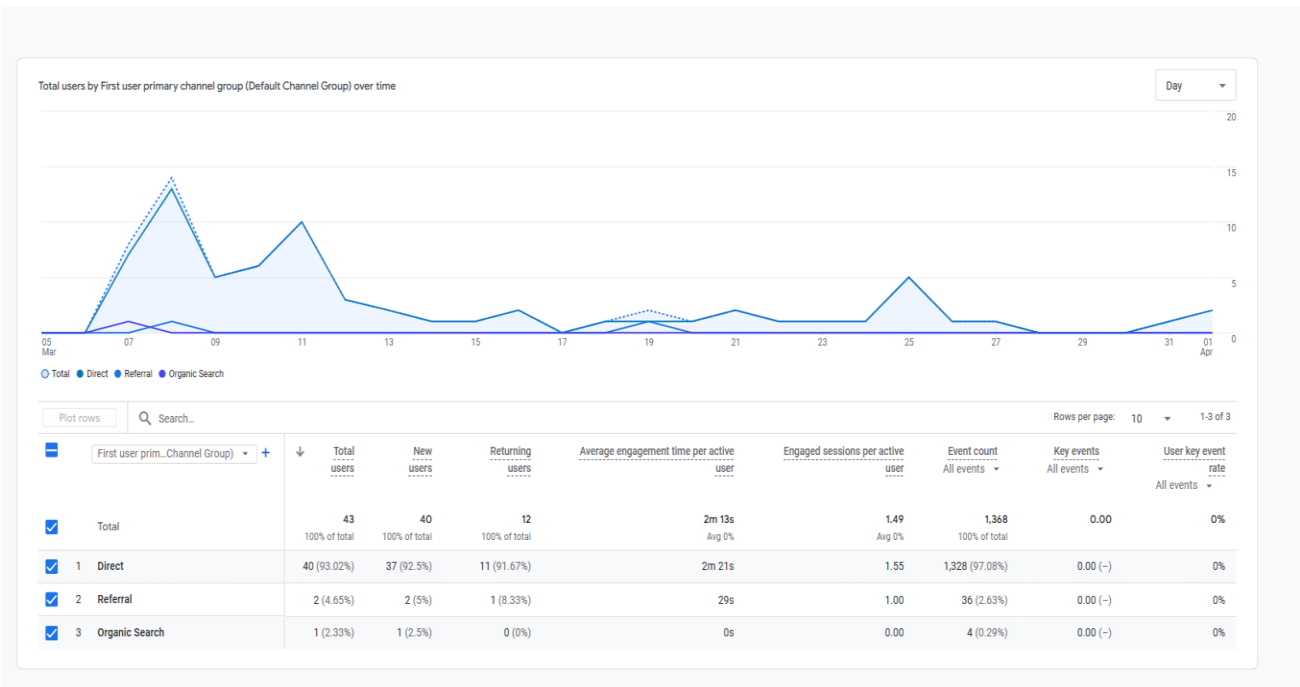 Total users by First user primary channel group (Default Channel Group) over time
Day
20
15
10
5
0
05 07 09 11 13 15 17 19 21 23 25 27 29 31 01
Mar Apr
Total Direct Referral Organic Search
Plot rows Search... Rows per page: 10 1-3 of 3
First user prim...Channel Group) + Total New Returning Average engagement time per active Engaged sessions per active Event count Key events User key event
users users users user user All events All events rate
All events
Total 43 40 12 2m 13s 1.49 1,368 0.00 0%
100% of total 100% of total 100% of total Avg 0% Avg 0% 100% of total
1 Direct 40 (93.02%) 37 (92.5%) 11 (91.67%) 2m 21s 1.55 1,328 (97.08%) 0.00 (–) 0%
2 Referral 2 (4.65%) 2 (5%) 1 (8.33%) 29s 1.00 36 (2.63%) 0.00 (–) 0%
3 Organic Search 1 (2.33%) 1 (2.5%) 0 (0%) 0s 0.00 4 (0.29%) 0.00 (–) 0%